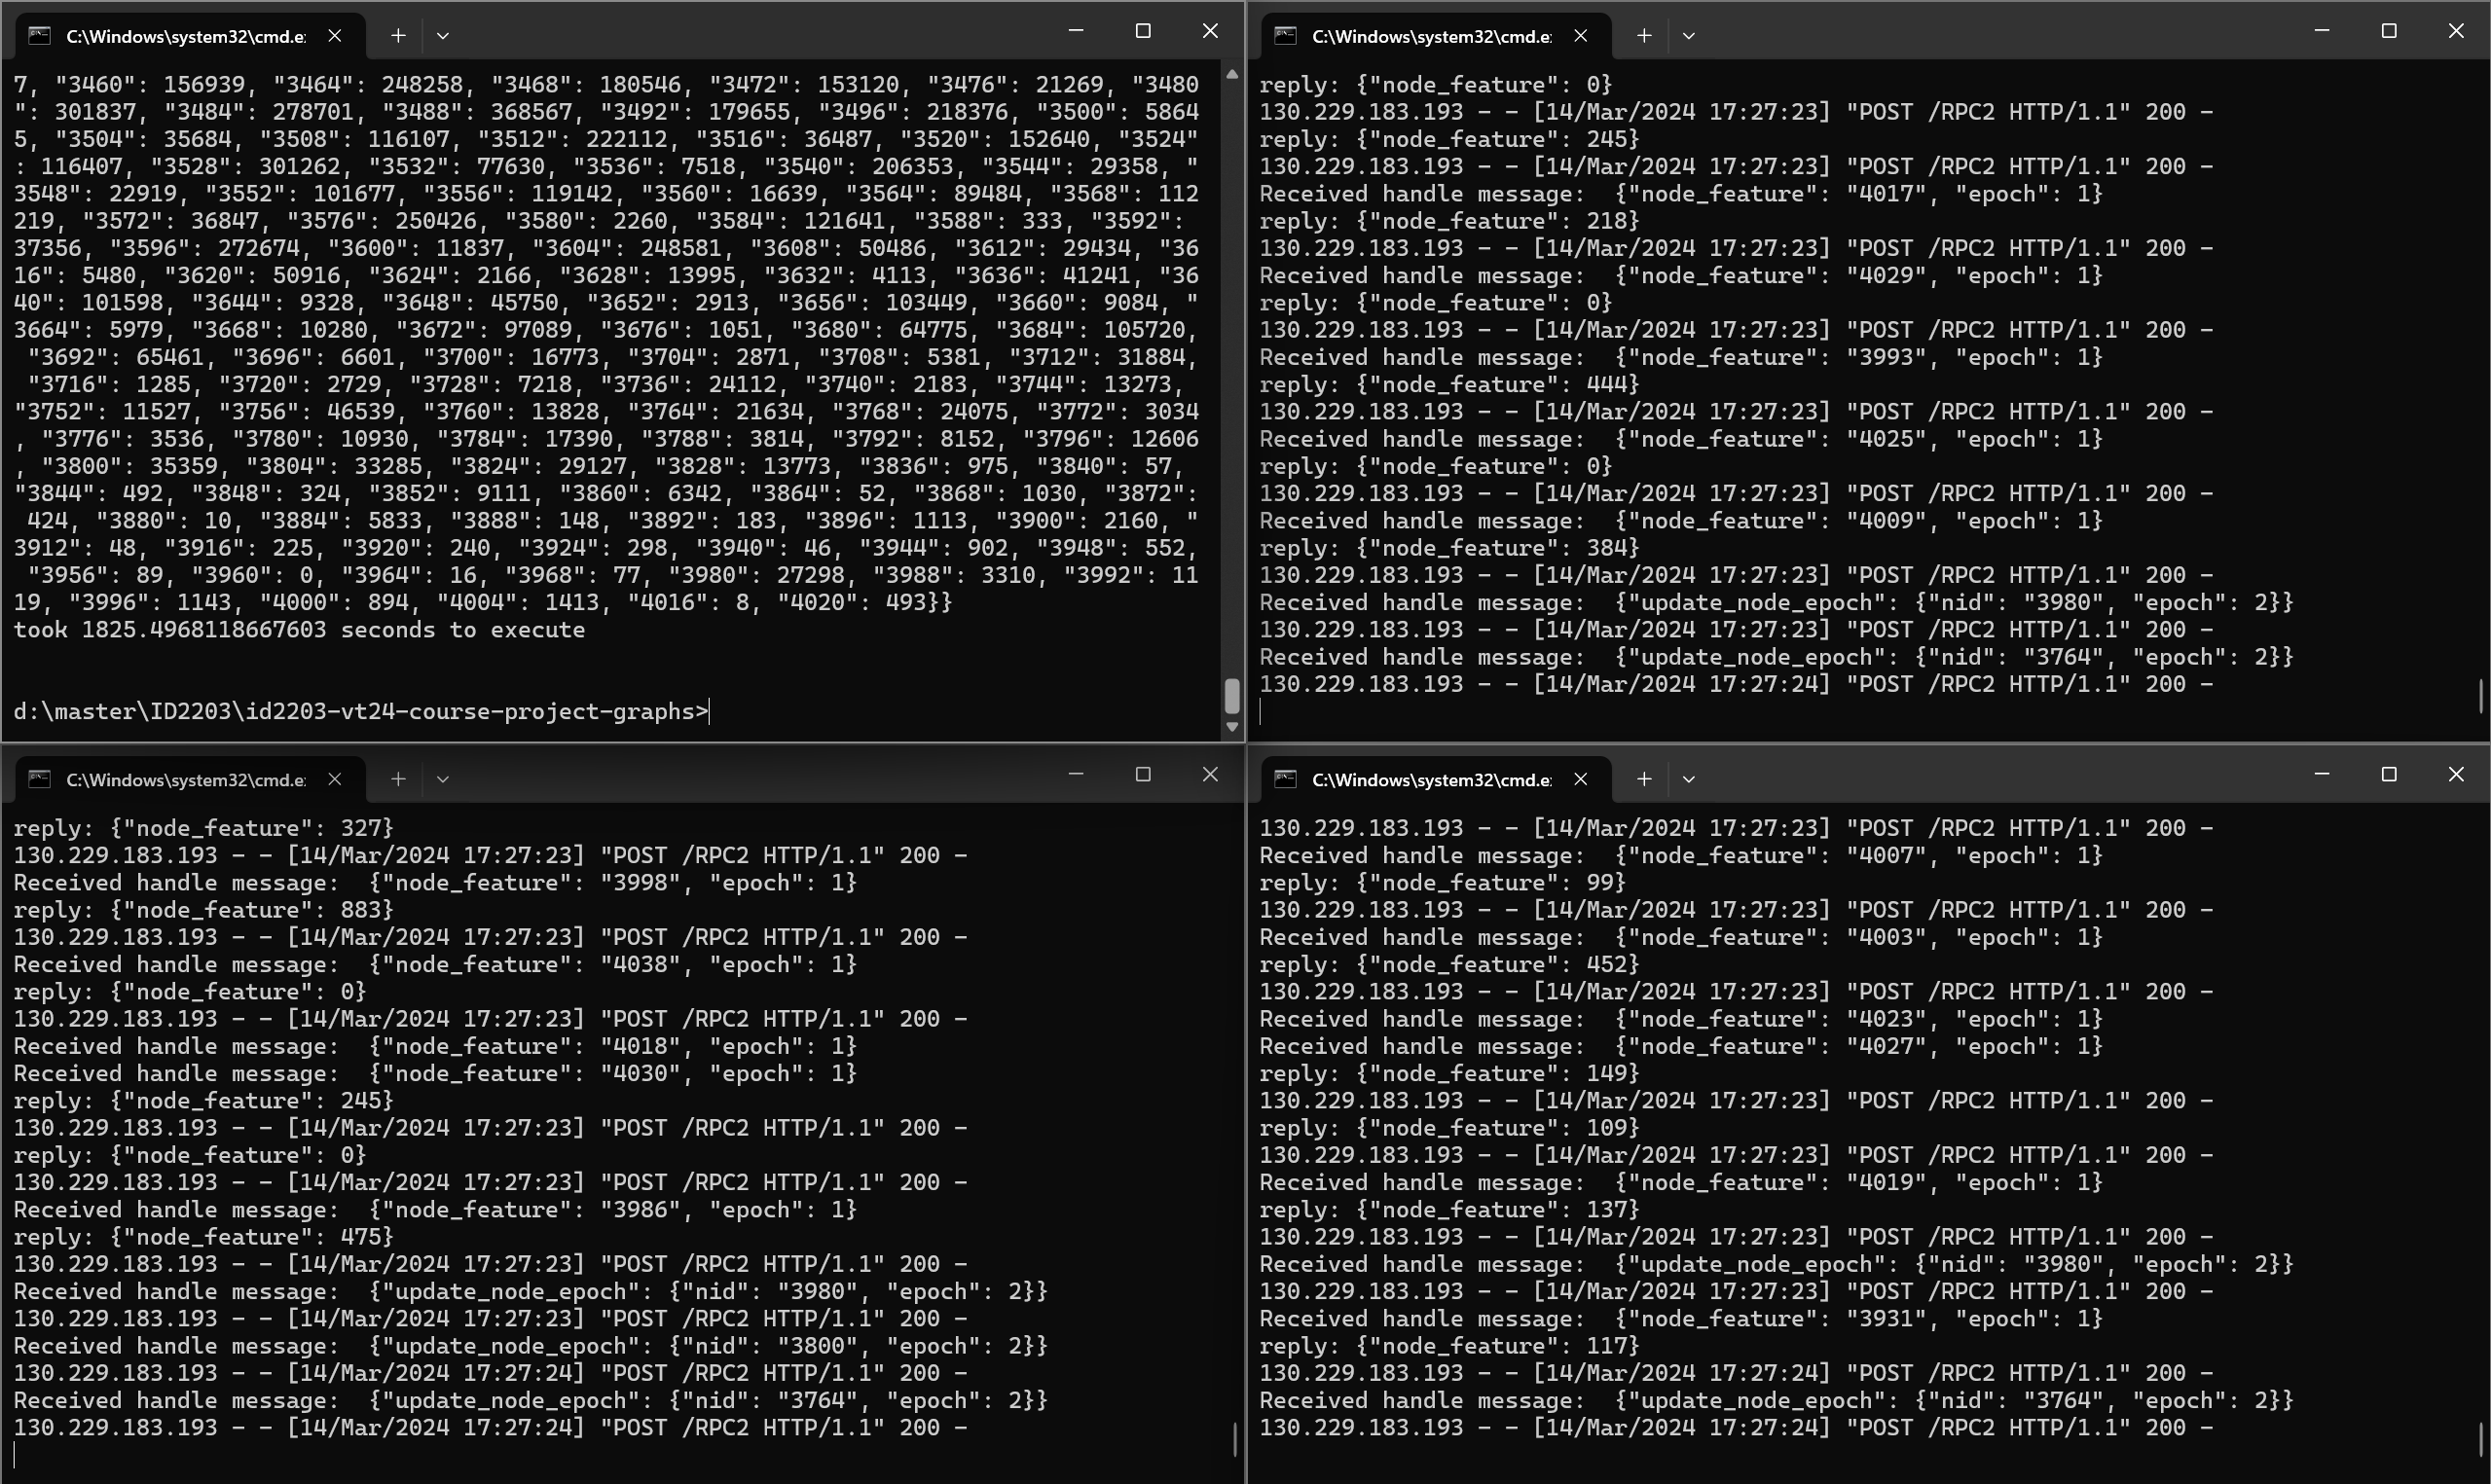 C:\Windows\system32\cmd.e:
7, "3460": 156939, "3464": 248258, "3468": 180546, "3472": 153120, "3476": 21269, "3480
": 301837, "3484": 278701, "3488": 368567, "3492": 179655, "3496": 218376, "3500": 5864
5, "3504": 35684, "3508": 116107, "3512": 222112, "3516": 36487, "3520": 152640, "3524"
: 116407, "3528": 301262, "3532": 77630, "3536": 7518, "3540": 206353, "3544": 29358, "
3548": 22919, "3552": 101677, "3556": 119142, "3560": 16639, "3564": 89484, "3568": 112
219, "3572": 36847, "3576": 250426, "3580": 2260, "3584": 121641, "3588": 333, "3592":
37356, "3596": 272674, "3600": 11837, "3604": 248581, "3608": 50486, "3612": 29434, "36
16": 5480, "3620": 50916, "3624": 2166, "3628": 13995, "3632": 4113, "3636": 41241, "36
40": 101598, "3644": 9328, "3648": 45750, "3652": 2913, "3656": 103449, "3660": 9084, "
3664": 5979, "3668": 10280, "3672": 97089, "3676": 1051, "3680": 64775, "3684": 105720,
"3692": 65461, "3696": 6601, "3700": 16773, "3704": 2871, "3708": 5381, "3712": 31884,
"3716": 1285, "3720": 2729, "3728": 7218, "3736": 24112, "3740": 2183, "3744": 13273,
"3752": 11527, "3756": 46539, "3760": 13828, "3764": 21634, "3768": 24075, "3772": 3034
, "3776": 3536, "3780": 10930, "3784": 17390, "3788": 3814, "3792": 8152, "3796": 12606
, "3800": 35359, "3804": 33285, "3824": 29127, "3828": 13773, "3836": 975, "3840": 57,
"3844": 492, "3848": 324, "3852": 9111, "3860": 6342, "3864": 52, "3868": 1030, "3872":
424, "3880": 10, "3884": 5833, "3888": 148, "3892": 183, "3896": 1113, "3900": 2160, "
3912": 48, "3916": 225, "3920": 240, "3924": 298, "3940": 46, "3944": 902, "3948": 552,
"3956": 89, "3960": 0, "3964": 16, "3968": 77, "3980": 27298, "3988": 3310, "3992": 11
19, "3996": 1143, "4000": 894, "4004": 1413, "4016": 8, "4020": 493}}
took 1825.4968118667603 seconds to execute
d:\master\ID2203\id2203-vt24-course-project-graphs>
C:\Windows\system32\cmd.e:
reply: {"node_feature": 0}
130.229.183.193 - - [14/Mar/2024 17:27:23] "POST /RPC2 HTTP/1.1" 200 -
reply: {"node_feature": 245}
130.229.183.193 - - [14/Mar/2024 17:27:23] "POST /RPC2 HTTP/1.1" 200 -
Received handle message:  {"node_feature": "4017", "epoch": 1}
reply: {"node_feature": 218}
130.229.183.193 - - [14/Mar/2024 17:27:23] "POST /RPC2 HTTP/1.1" 200 -
Received handle message:  {"node_feature": "4029", "epoch": 1}
reply: {"node_feature": 0}
130.229.183.193 - - [14/Mar/2024 17:27:23] "POST /RPC2 HTTP/1.1" 200 -
Received handle message:  {"node_feature": "3993", "epoch": 1}
reply: {"node_feature": 444}
130.229.183.193 - - [14/Mar/2024 17:27:23] "POST /RPC2 HTTP/1.1" 200 -
Received handle message:  {"node_feature": "4025", "epoch": 1}
reply: {"node_feature": 0}
130.229.183.193 - - [14/Mar/2024 17:27:23] "POST /RPC2 HTTP/1.1" 200 -
Received handle message:  {"node_feature": "4009", "epoch": 1}
reply: {"node_feature": 384}
130.229.183.193 - - [14/Mar/2024 17:27:23] "POST /RPC2 HTTP/1.1" 200 -
Received handle message:  {"update_node_epoch": {"nid": "3980", "epoch": 2}}
130.229.183.193 - - [14/Mar/2024 17:27:23] "POST /RPC2 HTTP/1.1" 200 -
Received handle message:  {"update_node_epoch": {"nid": "3764", "epoch": 2}}
130.229.183.193 - - [14/Mar/2024 17:27:24] "POST /RPC2 HTTP/1.1" 200 -
C:\Windows\system32\cmd.e:
reply: {"node_feature": 327}
130.229.183.193 - - [14/Mar/2024 17:27:23] "POST /RPC2 HTTP/1.1" 200 -
Received handle message:  {"node_feature": "3998", "epoch": 1}
reply: {"node_feature": 883}
130.229.183.193 - - [14/Mar/2024 17:27:23] "POST /RPC2 HTTP/1.1" 200 -
Received handle message:  {"node_feature": "4038", "epoch": 1}
reply: {"node_feature": 0}
130.229.183.193 - - [14/Mar/2024 17:27:23] "POST /RPC2 HTTP/1.1" 200 -
Received handle message:  {"node_feature": "4018", "epoch": 1}
Received handle message:  {"node_feature": "4030", "epoch": 1}
reply: {"node_feature": 245}
130.229.183.193 - - [14/Mar/2024 17:27:23] "POST /RPC2 HTTP/1.1" 200 -
reply: {"node_feature": 0}
130.229.183.193 - - [14/Mar/2024 17:27:23] "POST /RPC2 HTTP/1.1" 200 -
Received handle message:  {"node_feature": "3986", "epoch": 1}
reply: {"node_feature": 475}
130.229.183.193 - - [14/Mar/2024 17:27:23] "POST /RPC2 HTTP/1.1" 200 -
Received handle message:  {"update_node_epoch": {"nid": "3980", "epoch": 2}}
130.229.183.193 - - [14/Mar/2024 17:27:23] "POST /RPC2 HTTP/1.1" 200 -
Received handle message:  {"update_node_epoch": {"nid": "3800", "epoch": 2}}
130.229.183.193 - - [14/Mar/2024 17:27:24] "POST /RPC2 HTTP/1.1" 200 -
Received handle message:  {"update_node_epoch": {"nid": "3764", "epoch": 2}}
130.229.183.193 - - [14/Mar/2024 17:27:24] "POST /RPC2 HTTP/1.1" 200 -
C:\Windows\system32\cmd.e:
130.229.183.193 - - [14/Mar/2024 17:27:23] "POST /RPC2 HTTP/1.1" 200 -
Received handle message:  {"node_feature": "4007", "epoch": 1}
reply: {"node_feature": 99}
130.229.183.193 - - [14/Mar/2024 17:27:23] "POST /RPC2 HTTP/1.1" 200 -
Received handle message:  {"node_feature": "4003", "epoch": 1}
reply: {"node_feature": 452}
130.229.183.193 - - [14/Mar/2024 17:27:23] "POST /RPC2 HTTP/1.1" 200 -
Received handle message:  {"node_feature": "4023", "epoch": 1}
Received handle message:  {"node_feature": "4027", "epoch": 1}
reply: {"node_feature": 149}
130.229.183.193 - - [14/Mar/2024 17:27:23] "POST /RPC2 HTTP/1.1" 200 -
reply: {"node_feature": 109}
130.229.183.193 - - [14/Mar/2024 17:27:23] "POST /RPC2 HTTP/1.1" 200 -
Received handle message:  {"node_feature": "4019", "epoch": 1}
reply: {"node_feature": 137}
130.229.183.193 - - [14/Mar/2024 17:27:23] "POST /RPC2 HTTP/1.1" 200 -
Received handle message:  {"update_node_epoch": {"nid": "3980", "epoch": 2}}
130.229.183.193 - - [14/Mar/2024 17:27:23] "POST /RPC2 HTTP/1.1" 200 -
Received handle message:  {"node_feature": "3931", "epoch": 1}
reply: {"node_feature": 117}
130.229.183.193 - - [14/Mar/2024 17:27:24] "POST /RPC2 HTTP/1.1" 200 -
Received handle message:  {"update_node_epoch": {"nid": "3764", "epoch": 2}}
130.229.183.193 - - [14/Mar/2024 17:27:24] "POST /RPC2 HTTP/1.1" 200 -